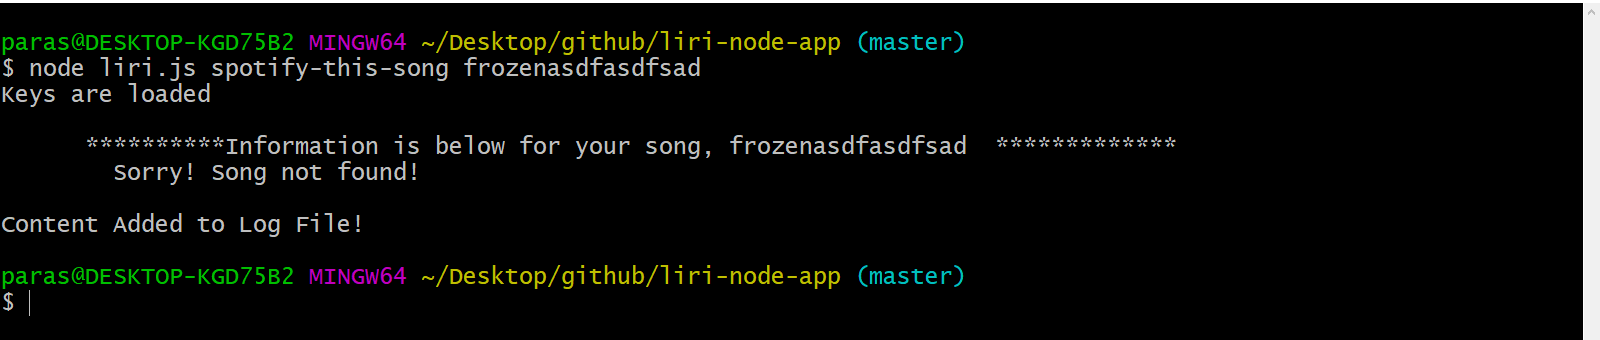 paras@DESKTOP-KGD75B2 MINGW64 ~/Desktop/github/liri-node-app (master)
$ node liri.js spotify-this-song frozenasdfasdfsad
Keys are loaded
**********Information is below for your song, frozenasdfasdfsad *************
Sorry! Song not found!
Content Added to Log File!
paras@DESKTOP-KGD75B2 MINGW64 ~/Desktop/github/liri-node-app (master)
$